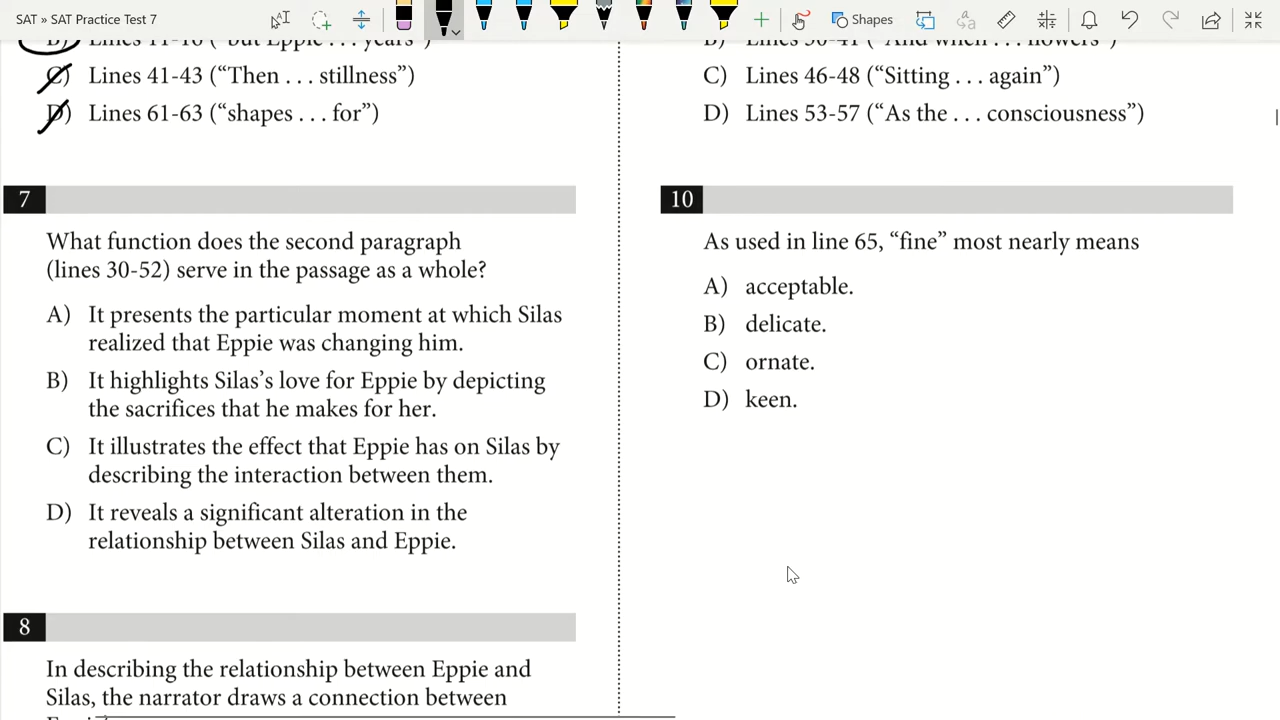 SAT » SAT Practice Test 7
Shapes
C) Lines 41-43 (“Then . . . stillness”)
D) Lines 61-63 (“shapes . . . for”)
7
What function does the second paragraph
(lines 30-52) serve in the passage as a whole?
A) It presents the particular moment at which Silas
realized that Eppie was changing him.
B) It highlights Silas’s love for Eppie by depicting
the sacrifices that he makes for her.
C) It illustrates the effect that Eppie has on Silas by
describing the interaction between them.
D) It reveals a significant alteration in the
relationship between Silas and Eppie.
8
In describing the relationship between Eppie and
Silas, the narrator draws a connection between
C) Lines 46-48 (“Sitting . . . again”)
D) Lines 53-57 (“As the . . . consciousness”)
10
As used in line 65, “fine” most nearly means
A) acceptable.
B) delicate.
C) ornate.
D) keen.